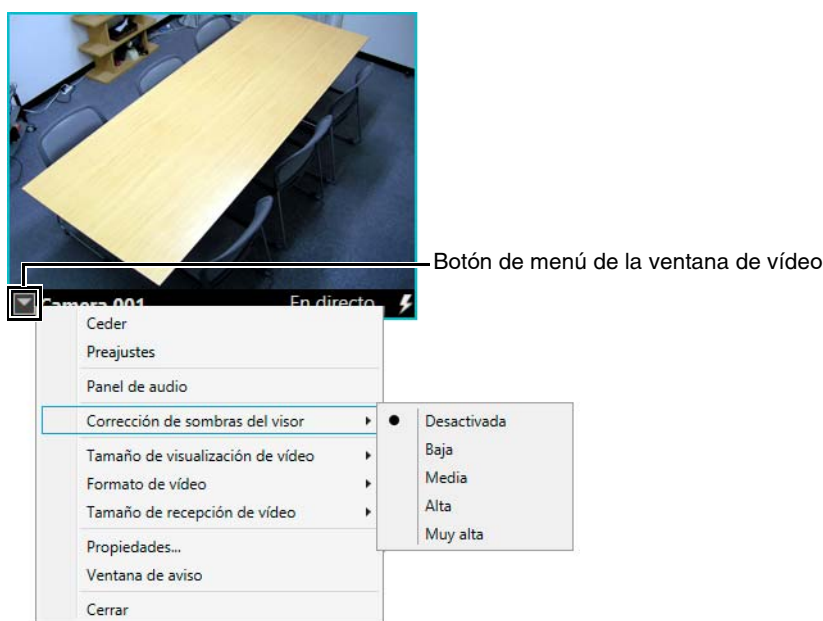 Botón de menú de la ventana de vídeo
Camera 001 En directo
Ceder
Preajustes
Panel de audio
Corrección de sombras del visor
Desactivada
Baja
Media
Alta
Muy alta
Tamaño de visualización de vídeo
Formato de vídeo
Tamaño de recepción de vídeo
Propiedades...
Ventana de aviso
Cerrar